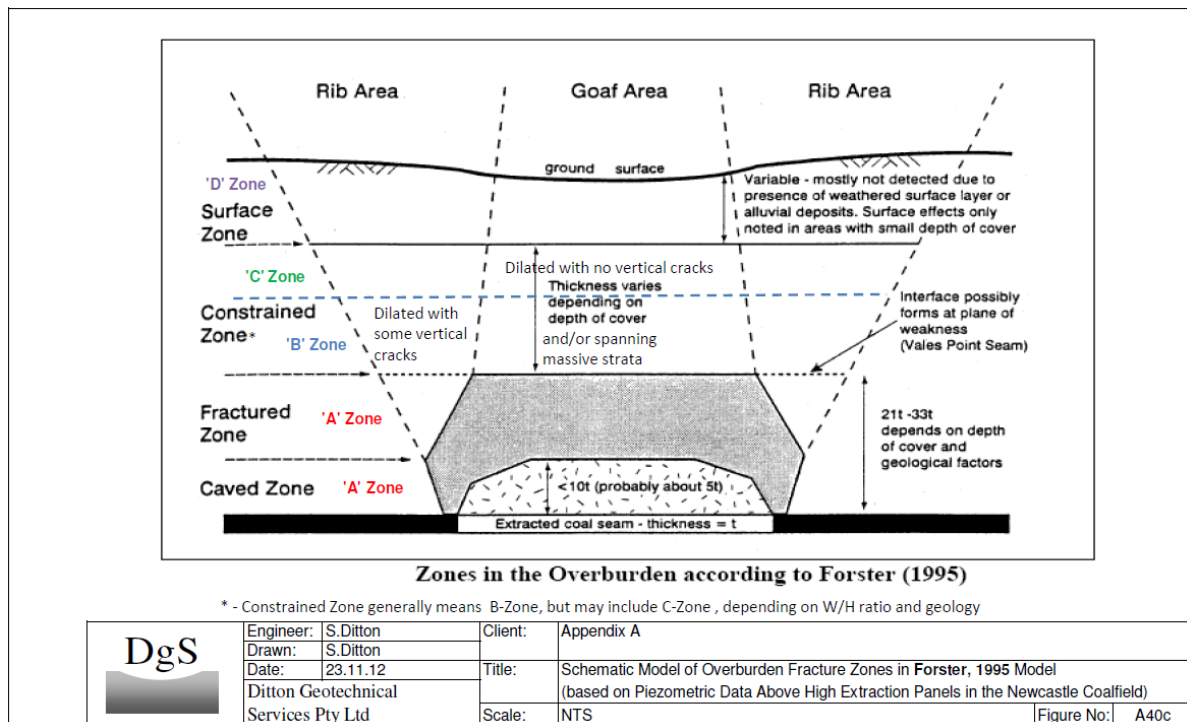 Rib Area
Goaf Area
Rib Area
ground surface
'D' Zone
Surface
Zone
Variable - mostly not detected due to
presence of weathered surface layer or
alluvial deposits. Surface effects only
noted in areas with small depth of cover
'C' Zone
Dilated with no vertical cracks
Thickness varies
depending on
depth of cover
and/or spanning
massive strata
Constrained
Zone*
'B' Zone
Dilated with
some vertical
cracks
Interface possibly
forms at plane of
weakness
(Vales Point Seam)
Fractured
Zone
'A' Zone
21t -33t
depends on depth
of cover and
geological factors
Caved Zone
'A' Zone
<10t (probably about 5t)
Extracted coal seam - thickness = t
Zones in the Overburden according to Forster (1995)
* - Constrained Zone generally means B-Zone, but may include C-Zone , depending on W/H ratio and geology
DgS
Engineer: S.Ditton
Drawn: S.Ditton
Date: 23.11.12
Ditton Geotechnical
Services Pty Ltd
Client: Appendix A
Title: Schematic Model of Overburden Fracture Zones in Forster, 1995 Model
(based on Piezometric Data Above High Extraction Panels in the Newcastle Coalfield)
Scale: NTS
Figure No: A40c